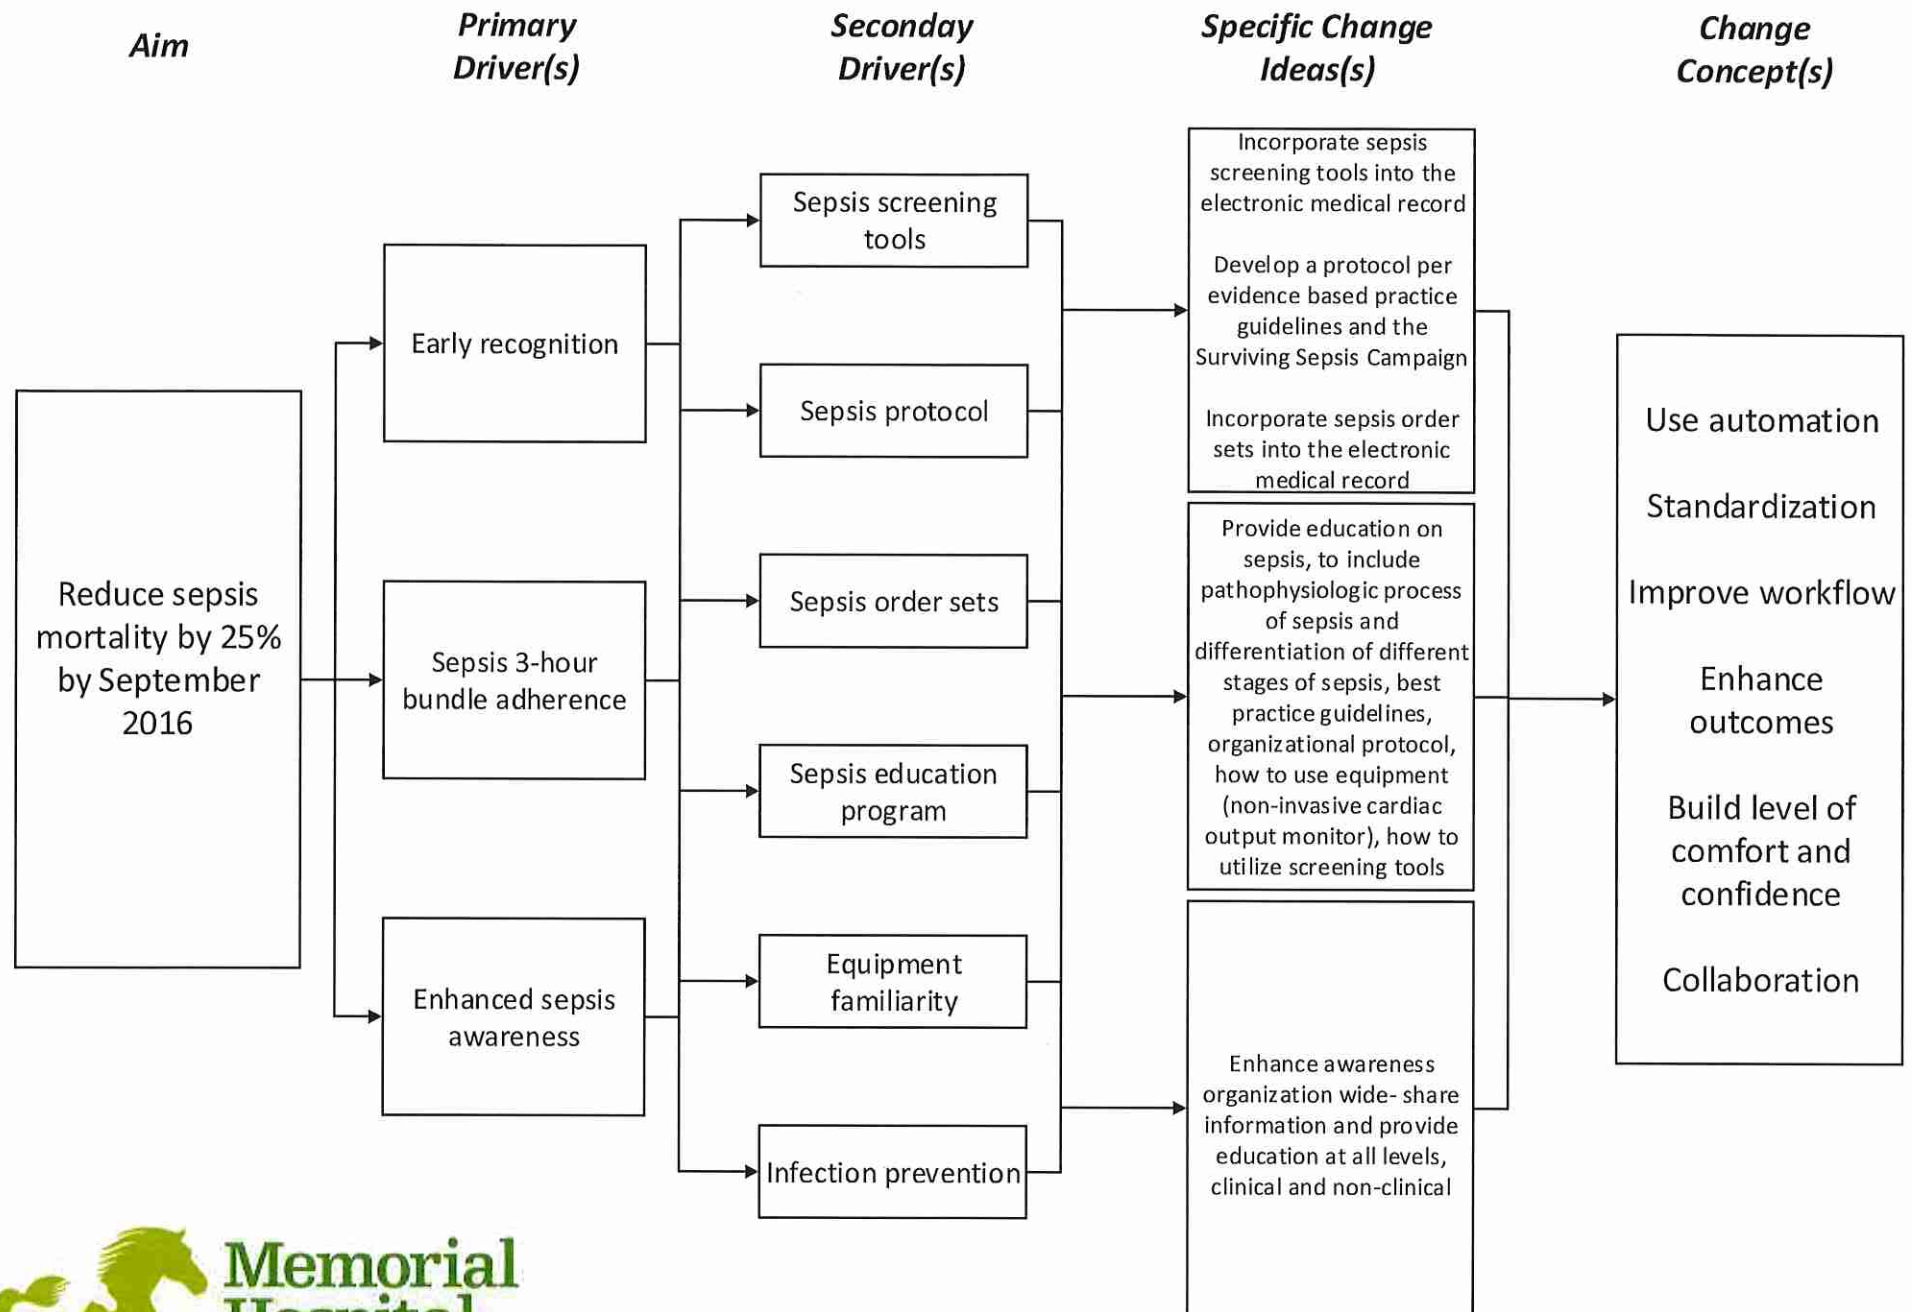 Aim
Primary
Driver(s)
Seconday
Driver(s)
Specific Change
Ideas(s)
Change
Concept(s)
Reduce sepsis
mortality by 25%
by September
2016
Early recognition
Sepsis 3-hour
bundle adherence
Enhanced sepsis
awareness
Sepsis screening
tools
Sepsis protocol
Sepsis order sets
Sepsis education
program
Equipment
familiarity
Infection prevention
Incorporate sepsis
screening tools into the
electronic medical record
Develop a protocol per
evidence based practice
guidelines and the
Surviving Sepsis Campaign
Incorporate sepsis order
sets into the electronic
medical record
Provide education on
sepsis, to include
pathophysiologic process
of sepsis and
differentiation of different
stages of sepsis, best
practice guidelines,
organizational protocol,
how to use equipment
(non-invasive cardiac
output monitor), how to
utilize screening tools
Enhance awareness
organization wide- share
information and provide
education at all levels,
clinical and non-clinical
Use automation
Standardization
Improve workflow
Enhance
outcomes
Build level of
comfort and
confidence
Collaboration
Memorial
Hospital